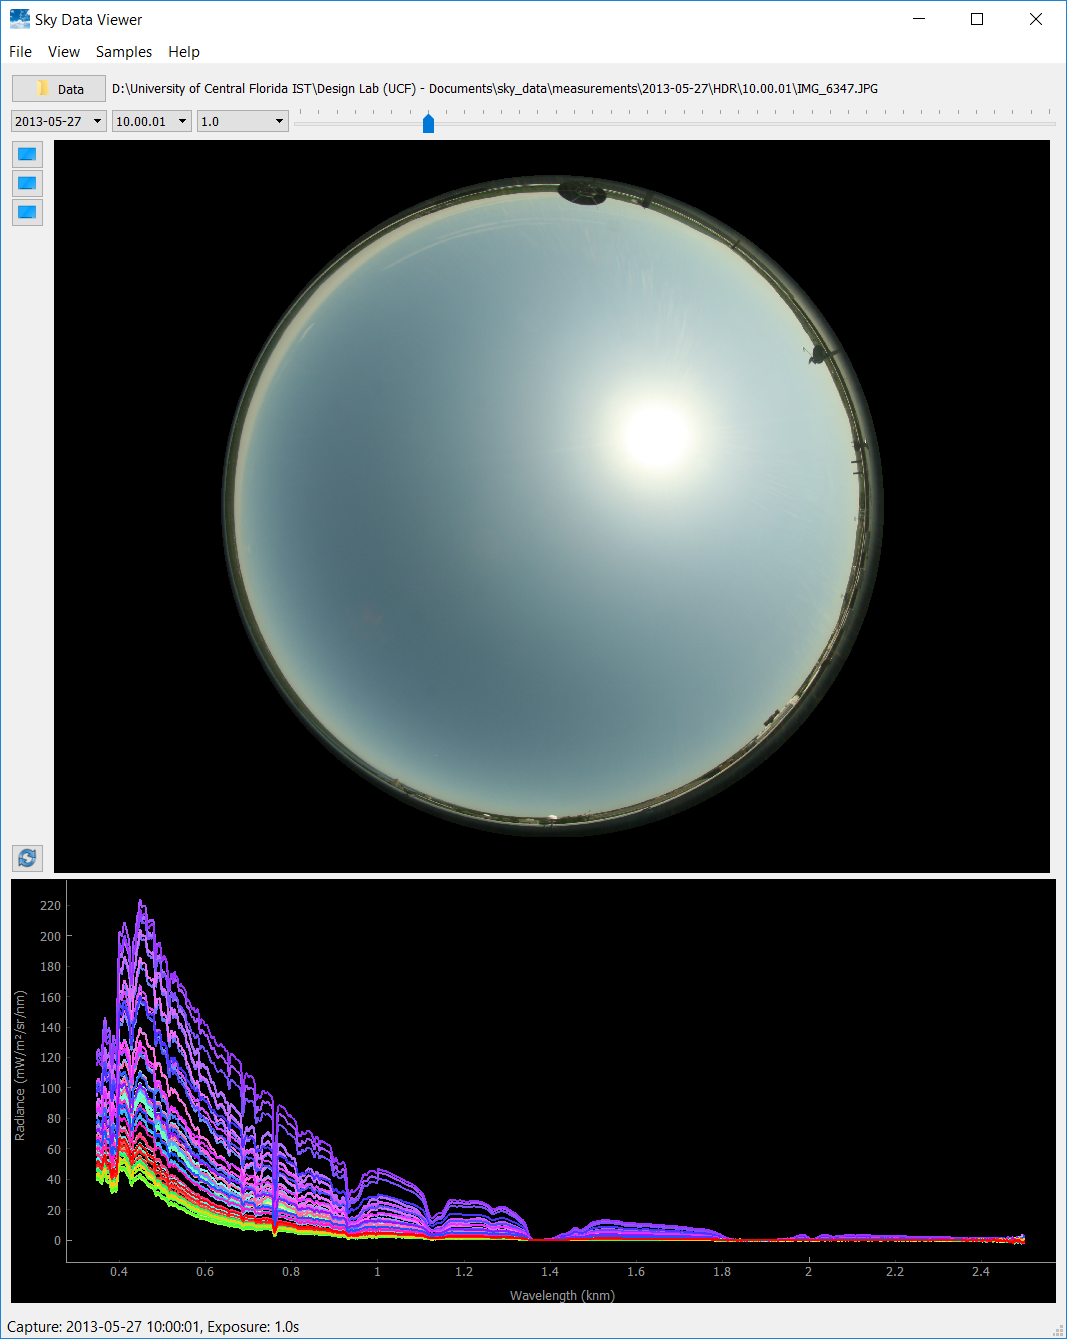 Sky Data Viewer
File View Samples Help
Data D:\University of Central Florida IST\Design Lab (UCF) - Documents\sky_data\measurements\2013-05-27\HDR\10.00.01\IMG_6347.JPG
2013-05-27 10.00.01 1.0
220
200
180
160
140
120
100
80
60
40
20
0
Radiance (mW/m²/sr/nm)
0.4 0.6 0.8 1 1.2 1.4 1.6 1.8 2 2.2 2.4
Wavelength (knm)
Capture: 2013-05-27 10:00:01, Exposure: 1.0s